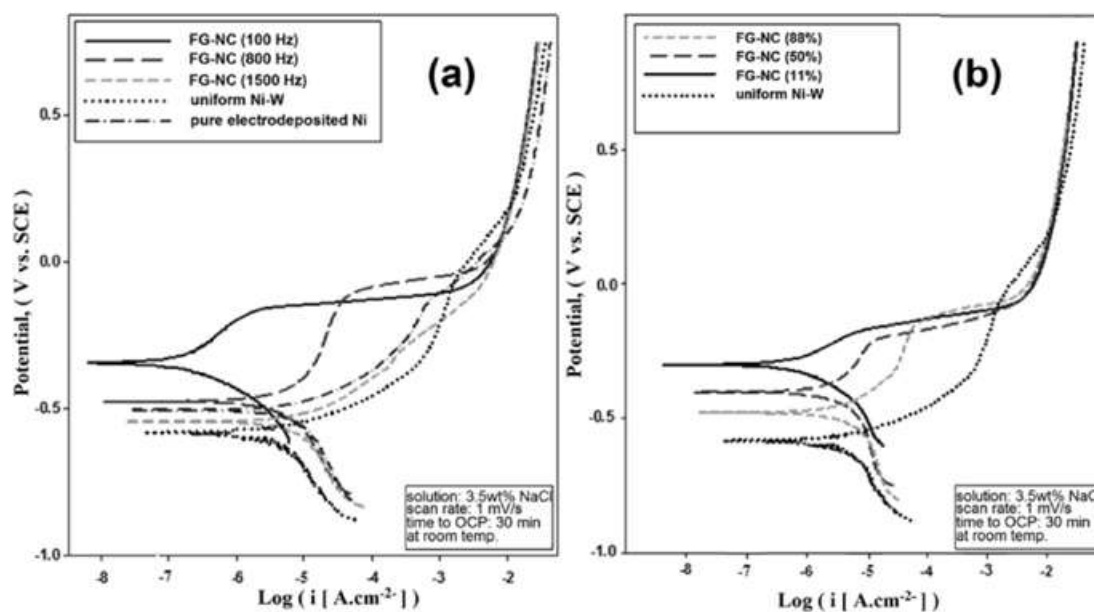 FG-NC (100 Hz)
FG-NC (800 Hz)
FG-NC (1500 Hz)
uniform Ni-W
pure electrodeposited Ni
(a)
0.5
0.0
-0.5
-1.0
Potential, ( V vs. SCE )
solution: 3.5wt% NaCl
scan rate: 1 mV/s
time to OCP: 30 min
at room temp.
-8 -7 -6 -5 -4 -3 -2
Log ( i [ A.cm⁻²⁻ ] )
FG-NC (88%)
FG-NC (50%)
FG-NC (11%)
uniform Ni-W
(b)
0.5
0.0
-0.5
-1.0
Potential, ( V vs. SCE )
solution: 3.5wt% NaCl
scan rate: 1 mV/s
time to OCP: 30 min
at room temp.
-8 -7 -6 -5 -4 -3 -2 -1
Log ( i [ A.cm⁻²⁻ ] )